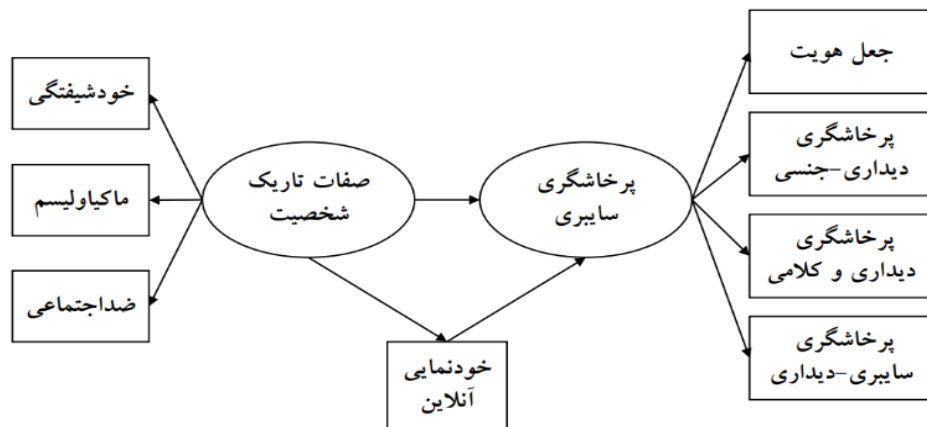 جعل هویت
خودشیفتگی
پرخاشگری
دیداری-جنسی
صفات تاریک
شخصیت
پرخاشگری
سایبری
ماکیاولیسم
پرخاشگری
دیداری و کلامی
ضداجتماعی
پرخاشگری
سایبری-دیداری
خودنمایی
آنلاین